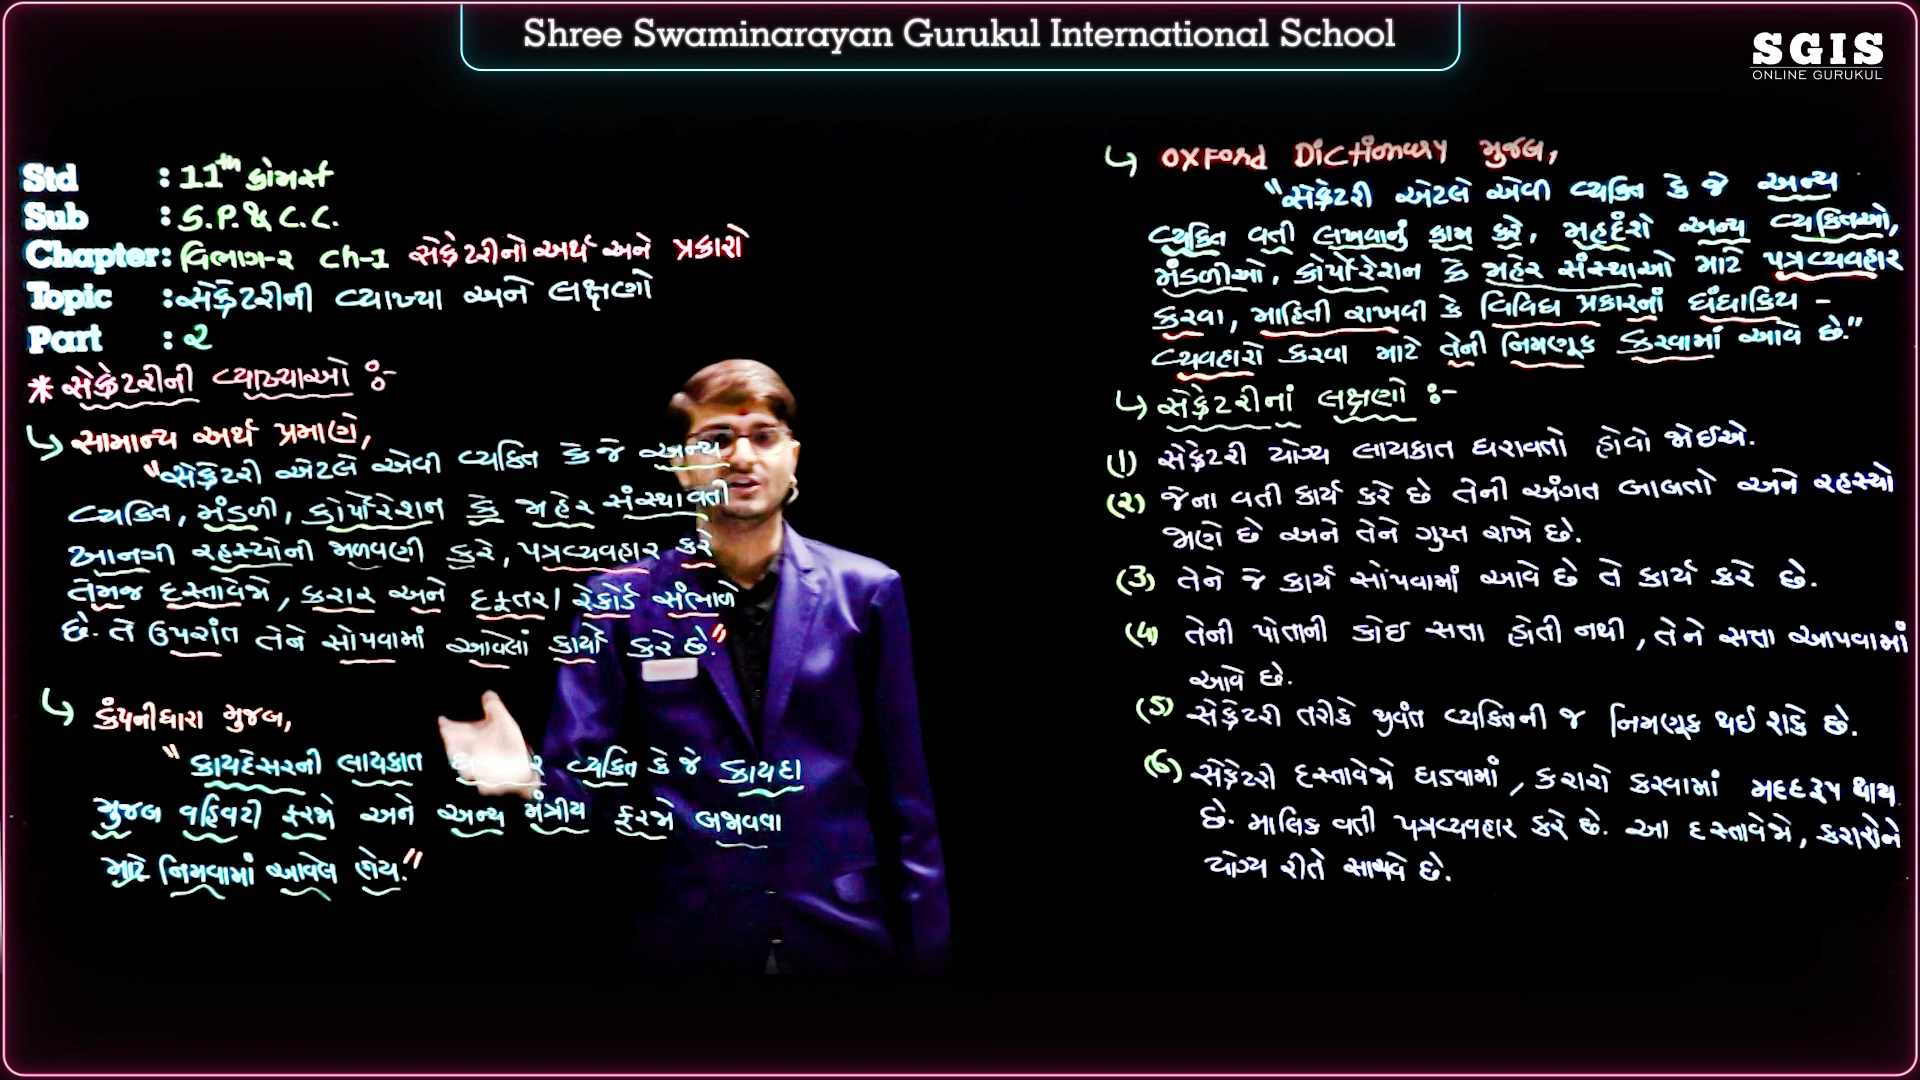 Shree Swaminarayan Gurukul International School
SGIS
ONLINE GURUKUL
Std : 11th કોમર્સ
Sub : S.P. & C.C.
Chapter: વિભાગ-૨ ch-1 સેક્રેટરીનો અર્થ અને પ્રકારો
Topic : સેક્રેટરીની વ્યાખ્યા અને લક્ષણો
Part : ૨
* સેક્રેટરીની વ્યાખ્યાઓ :-
↳ સામાન્ય અર્થ પ્રમાણે,
"સેક્રેટરી એટલે એવી વ્યક્તિ કે જે અન્ય
વ્યક્તિ, મંડળી, કોર્પોરેશન કે જાહેર સંસ્થા વતી
ખાનગી રહસ્યોની જાળવણી કરે, પત્રવ્યવહાર કરે
તેમજ દસ્તાવેજો, કરાર અને દફતરી રેકોર્ડ સંભાળે
છે. તે ઉપરાંત તેને સોંપવામાં આવેલાં કાર્યો કરે છે."
↳ કંપનીધારા મુજબ,
"કાયદેસરની લાયકાત વ્યક્તિ કે જે કાયદા
મુજબ વહિવટી ફરજો અને અન્ય મંત્રીય ફરજો બજાવવા
માટે નિમવામાં આવેલ હોય."
↳ Oxford Dictionary મુજબ,
"સેક્રેટરી એટલે એવી વ્યક્તિ કે જે અન્ય
વ્યક્તિ વતી લખવાનું કામ કરે, મહદંશે અન્ય વ્યક્તિઓ,
મંડળીઓ, કોર્પોરેશન કે જાહેર સંસ્થાઓ માટે પત્રવ્યવહાર
કરવા, માહિતી રાખવી કે વિવિધ પ્રકારનાં ધંધાકિય -
વ્યવહારો કરવા માટે તેની નિમણૂક કરવામાં આવે છે."
↳ સેક્રેટરીનાં લક્ષણો :-
(૧) સેક્રેટરી યોગ્ય લાયકાત ધરાવતો હોવો જોઈએ.
(૨) જેના વતી કાર્ય કરે છે તેની અંગત બાબતો અને રહસ્યો
જાણે છે અને તેને ગુપ્ત રાખે છે.
(૩) તેને જે કાર્ય સોંપવામાં આવે છે તે કાર્ય કરે છે.
(૪) તેની પોતાની કોઈ સત્તા હોતી નથી, તેને સત્તા આપવામાં
આવે છે.
(૫) સેક્રેટરી તરીકે જીવંત વ્યક્તિની જ નિમણૂક થઈ શકે છે.
(૬) સેક્રેટરી દસ્તાવેજો ઘડવામાં, કરારો કરવામાં મદદરૂપ થાય
છે. માલિક વતી પત્રવ્યવહાર કરે છે. આ દસ્તાવેજો, કરારોને
યોગ્ય રીતે સાચવે છે.